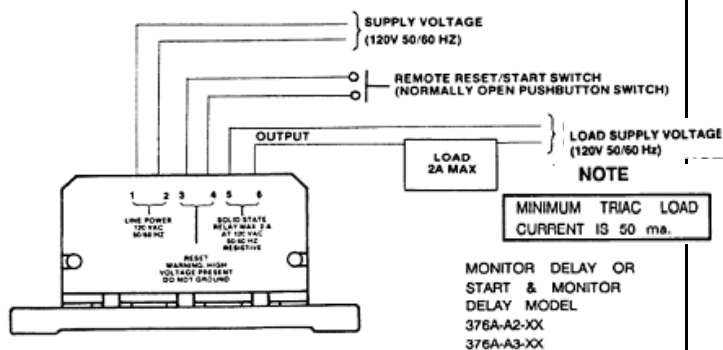 SUPPLY VOLTAGE
(120V 50/60 HZ)
REMOTE RESET/START SWITCH
(NORMALLY OPEN PUSHBUTTON SWITCH)
OUTPUT
LOAD
2A MAX
LOAD SUPPLY VOLTAGE
(120V 50/60 Hz)
NOTE
MINIMUM TRIAC LOAD
CURRENT IS 50 ma.
1 2 3 4 5 6
LINE POWER
120 VAC
50/60 HZ
SOLID STATE
RELAY MAX 2 A
AT 120 VAC
50/60 HZ
RESISTIVE
RESET
WARNING, HIGH
VOLTAGE PRESENT
DO NOT GROUND
MONITOR DELAY OR
START & MONITOR
DELAY MODEL
376A-A2-XX
376A-A3-XX